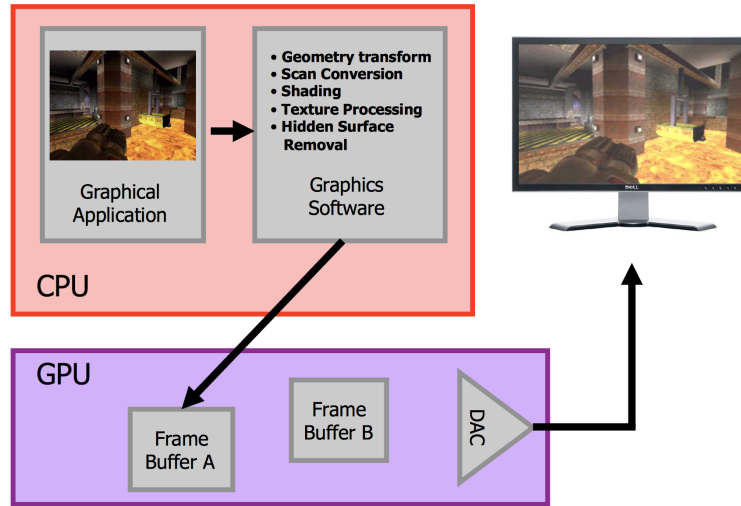 • Geometry transform
• Scan Conversion
• Shading
• Texture Processing
• Hidden Surface
Removal
Graphical
Application
Graphics
Software
CPU
DELL
GPU
Frame
Buffer A
Frame
Buffer B
DAC